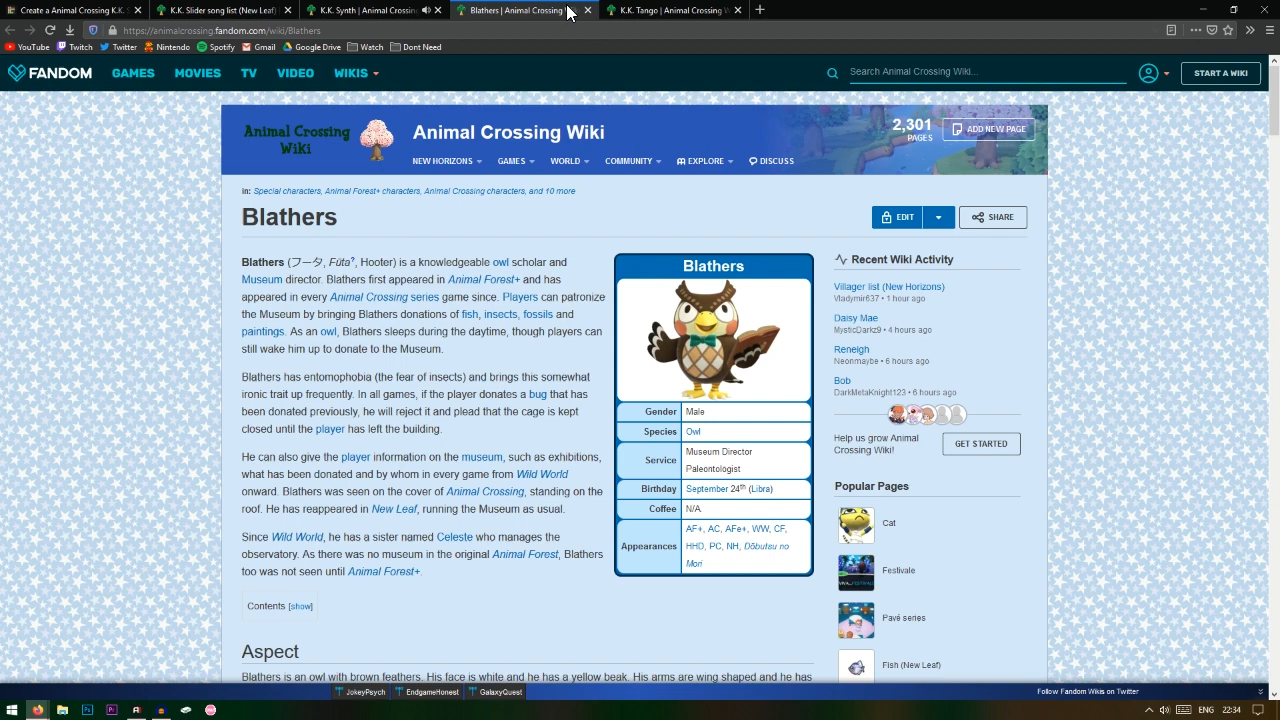 Create a Animal Crossing K.K. S
K.K. Slider song list (New Leaf)
K.K. Synth | Animal Crossing
Blathers | Animal Crossing
K.K. Tango | Animal Crossing W
https://animalcrossing.fandom.com/wiki/Blathers
YouTube Twitch Twitter Nintendo Spotify Gmail Google Drive Watch Dont Need
FANDOM GAMES MOVIES TV VIDEO WIKIS
Search Animal Crossing Wiki...
START A WIKI
Animal Crossing
Wiki
Animal Crossing Wiki
2,301
PAGES
ADD NEW PAGE
NEW HORIZONS GAMES WORLD COMMUNITY EXPLORE DISCUSS
in: Special characters, Animal Forest+ characters, Animal Crossing characters, and 10 more
Blathers
EDIT
SHARE
Blathers (フータ, Fūta?, Hooter) is a knowledgeable owl scholar and
Museum director. Blathers first appeared in Animal Forest+ and has
appeared in every Animal Crossing series game since. Players can patronize
the Museum by bringing Blathers donations of fish, insects, fossils and
paintings. As an owl, Blathers sleeps during the daytime, though players can
still wake him up to donate to the Museum.
Blathers has entomophobia (the fear of insects) and brings this somewhat
ironic trait up frequently. In all games, if the player donates a bug that has
been donated previously, he will reject it and plead that the cage is kept
closed until the player has left the building.
He can also give the player information on the museum, such as exhibitions,
what has been donated and by whom in every game from Wild World
onward. Blathers was seen on the cover of Animal Crossing, standing on the
roof. He has reappeared in New Leaf, running the Museum as usual.
Since Wild World, he has a sister named Celeste who manages the
observatory. As there was no museum in the original Animal Forest, Blathers
too was not seen until Animal Forest+.
Contents [show]
Aspect
Blathers is an owl with brown feathers. His face is white and he has a yellow beak. His arms are wing shaped and he has
Blathers
Gender Male
Species Owl
Service Museum Director
Paleontologist
Birthday September 24th (Libra)
Coffee N/A
Appearances AF+, AC, AFe+, WW, CF,
HHD, PC, NH, Dōbutsu no
Mori
Recent Wiki Activity
Villager list (New Horizons)
Vladymir637 • 1 hour ago
Daisy Mae
MysticDarkz9 • 4 hours ago
Reneigh
Neonmaybe • 6 hours ago
Bob
DarkMetaKnight123 • 6 hours ago
Help us grow Animal
Crossing Wiki!
GET STARTED
Popular Pages
Cat
Festivale
Pavé series
Fish (New Leaf)
JokeyPsych EndgameHonest GalaxyQuest
Follow Fandom Wikis on Twitter
ENG 22:34